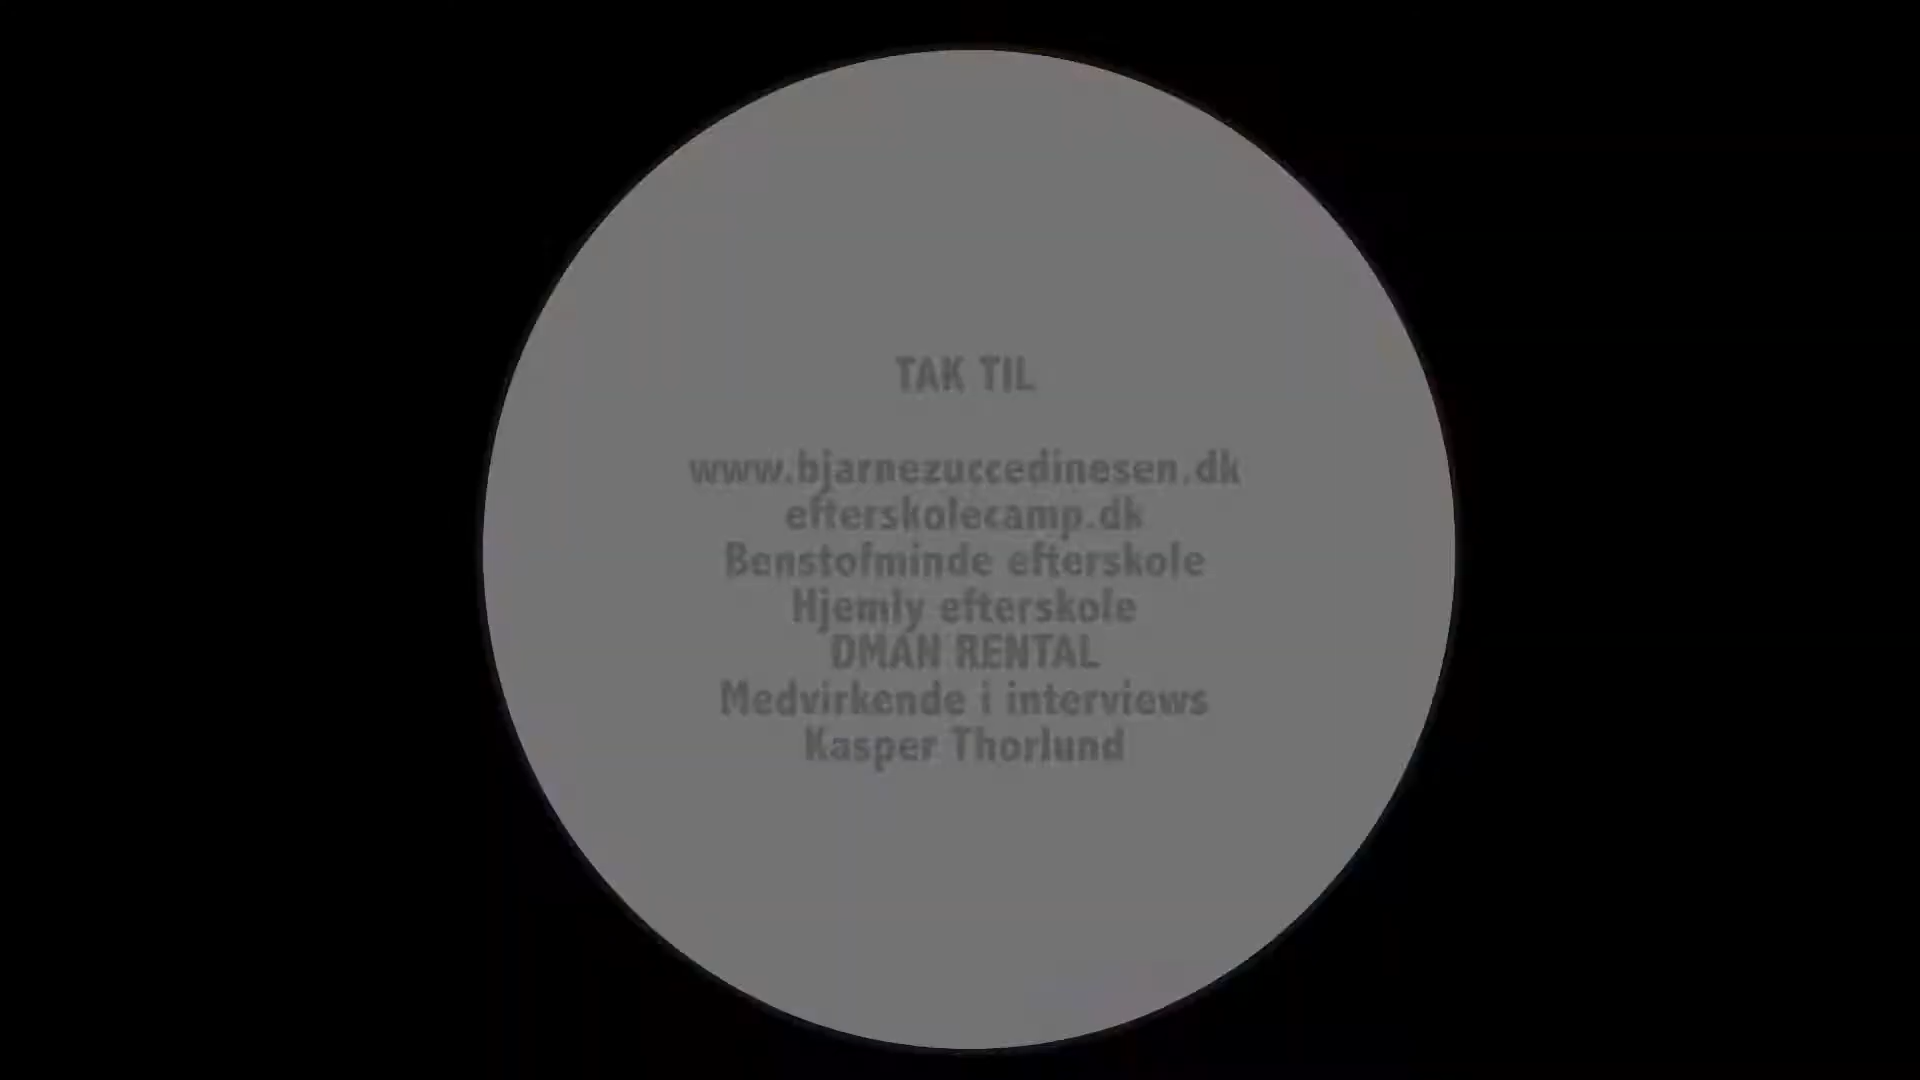 TAK TIL
www.bjarnezuccedinesen.dk
efterskolecamp.dk
Benstofminde efterskole
Hjemly efterskole
DMAN RENTAL
Medvirkende i interviews
Kasper Thorlund